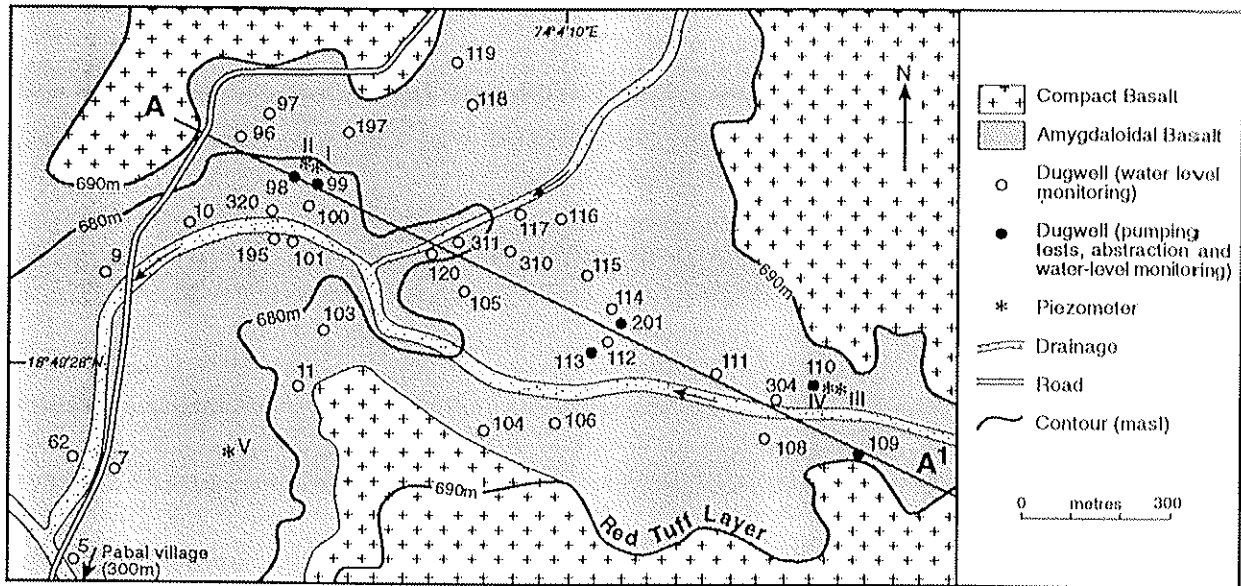 74°4'10"E
119
118
97
A
96
197
N
II
I
690m
98
99
680m
320
100
10
117
116
311
195
101
310
9
120
115
690m
105
114
680m
103
201
18°49'28"N
113
112
111
110
11
304
IV
III
104
106
62
V
108
109
7
A1
690m
Red Tuff Layer
5
Pabal village
(300m)
Compact Basalt
Amygdaloidal Basalt
Dugwell (water level
monitoring)
Dugwell (pumping
tests, abstraction and
water-level monitoring)
Piezometer
Drainage
Road
Contour (masl)
0 metres 300